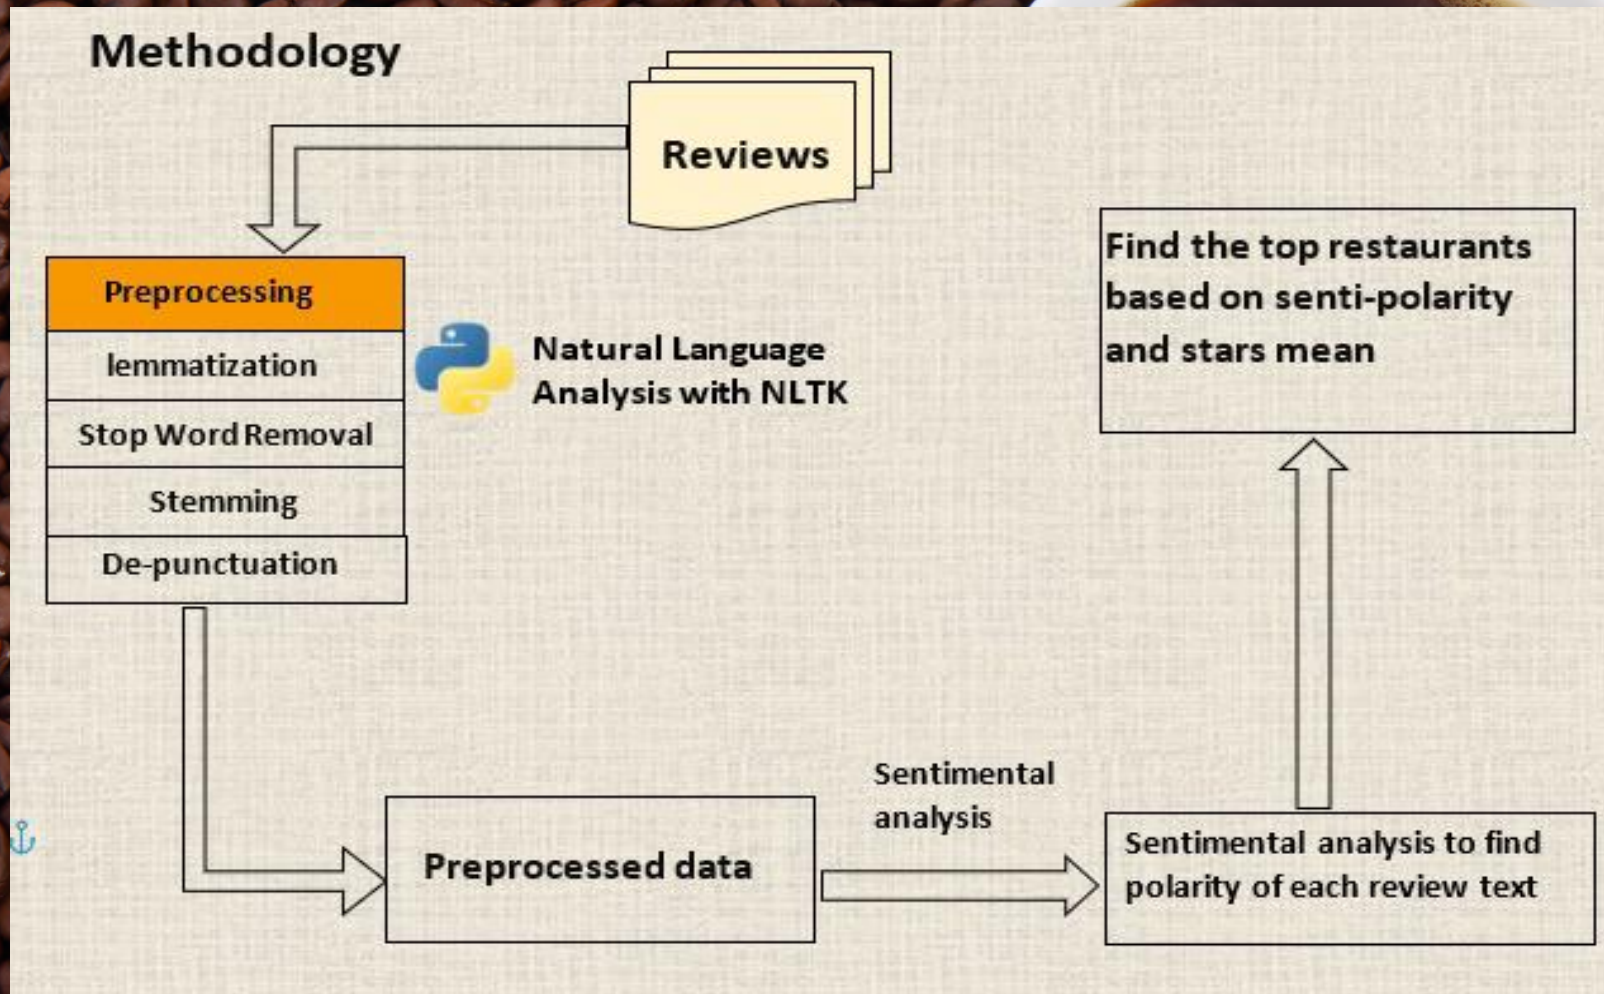 Methodology
Reviews
Preprocessing
lemmatization
Stop Word Removal
Stemming
De-punctuation
Natural Language
Analysis with NLTK
Preprocessed data
Sentimental
analysis
Sentimental analysis to find
polarity of each review text
Find the top restaurants
based on senti-polarity
and stars mean